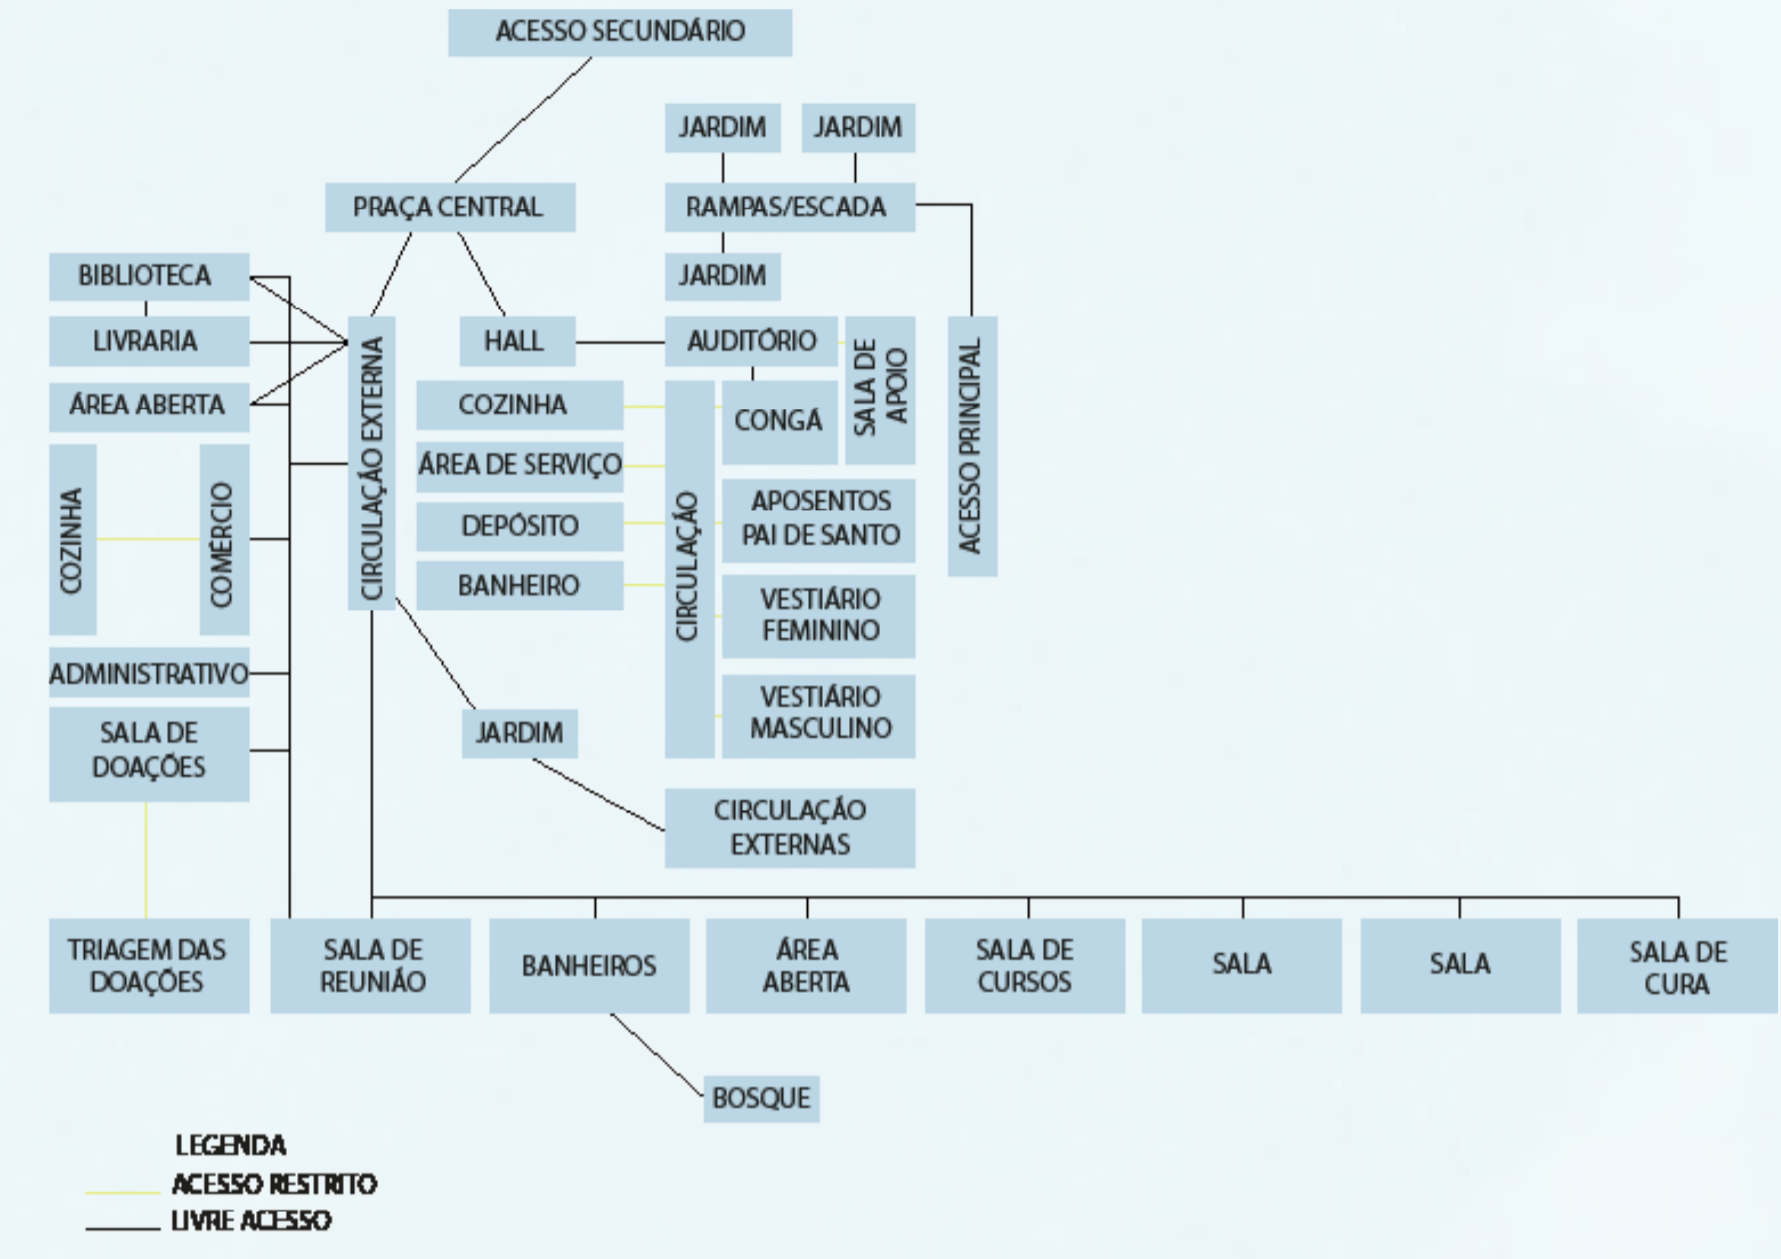 ACESSO SECUNDÁRIO
JARDIM
JARDIM
PRAÇA CENTRAL
RAMPAS/ESCADA
BIBLIOTECA
JARDIM
LIVRARIA
HALL
AUDITÓRIO
SALA DE
APOIO
ACESSO PRINCIPAL
CIRCULAÇÃO EXTERNA
ÁREA ABERTA
COZINHA
CONGÁ
COZINHA
COMÉRCIO
ÁREA DE SERVIÇO
DEPÓSITO
BANHEIRO
CIRCULAÇÃO
APOSENTOS
PAI DE SANTO
VESTIÁRIO
FEMININO
ADMINISTRATIVO
VESTIÁRIO
MASCULINO
SALA DE
DOAÇÕES
JARDIM
CIRCULAÇÃO
EXTERNAS
TRIAGEM DAS
DOAÇÕES
SALA DE
REUNIÃO
BANHEIROS
ÁREA
ABERTA
SALA DE
CURSOS
SALA
SALA
SALA DE
CURA
BOSQUE
LEGENDA
ACESSO RESTRITO
LIVRE ACESSO